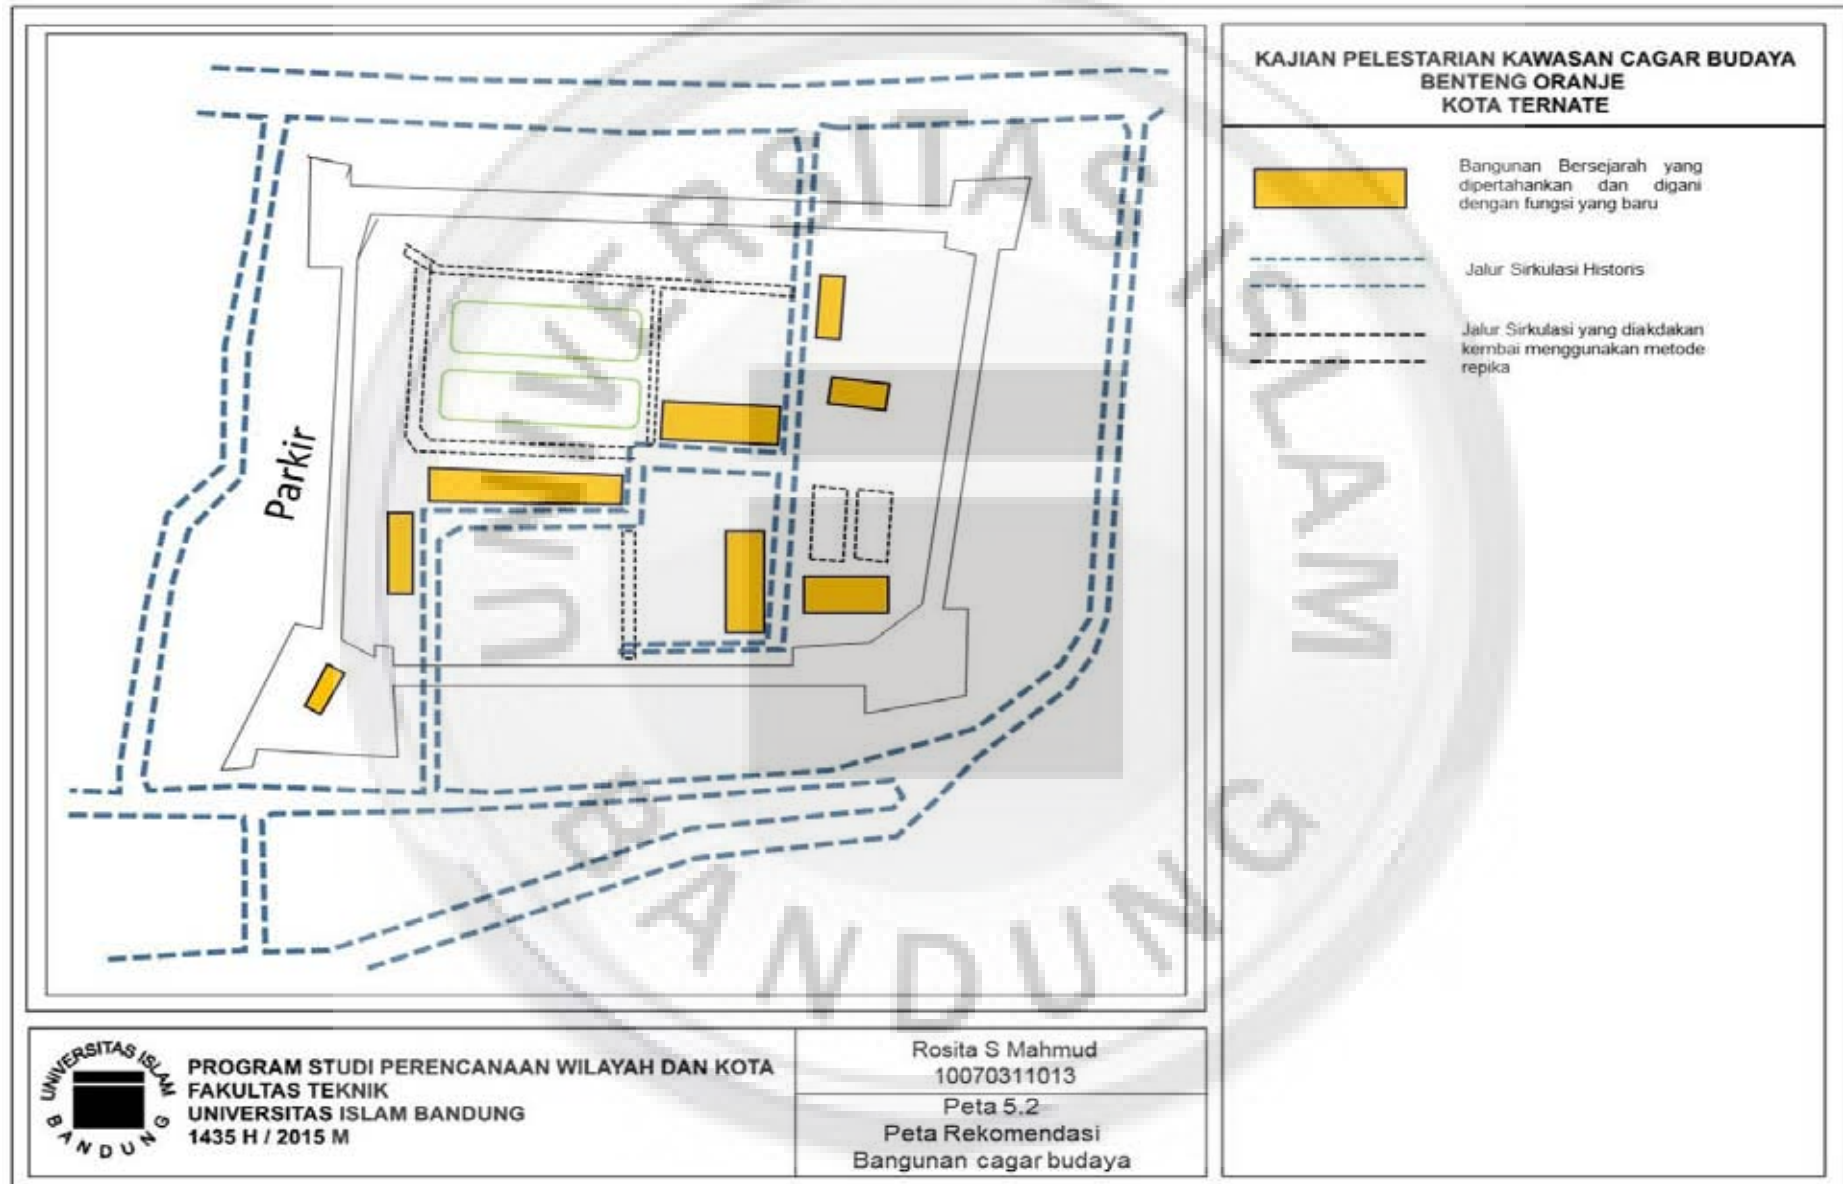 Parkir
KAJIAN PELESTARIAN KAWASAN CAGAR BUDAYA
BENTENG ORANJE
KOTA TERNATE
Bangunan Bersejarah yang
dipertahankan dan digani
dengan fungsi yang baru
Jalur Sirkulasi Historis
Jalur Sirkulasi yang diakdakan
kembai menggunakan metode
repika
UNIVERSITAS ISLAM
BANDUNG
UNIVERSITAS ISLAM
BANDUNG
PROGRAM STUDI PERENCANAAN WILAYAH DAN KOTA
FAKULTAS TEKNIK
UNIVERSITAS ISLAM BANDUNG
1435 H / 2015 M
Rosita S Mahmud
10070311013
Peta 5.2
Peta Rekomendasi
Bangunan cagar budaya